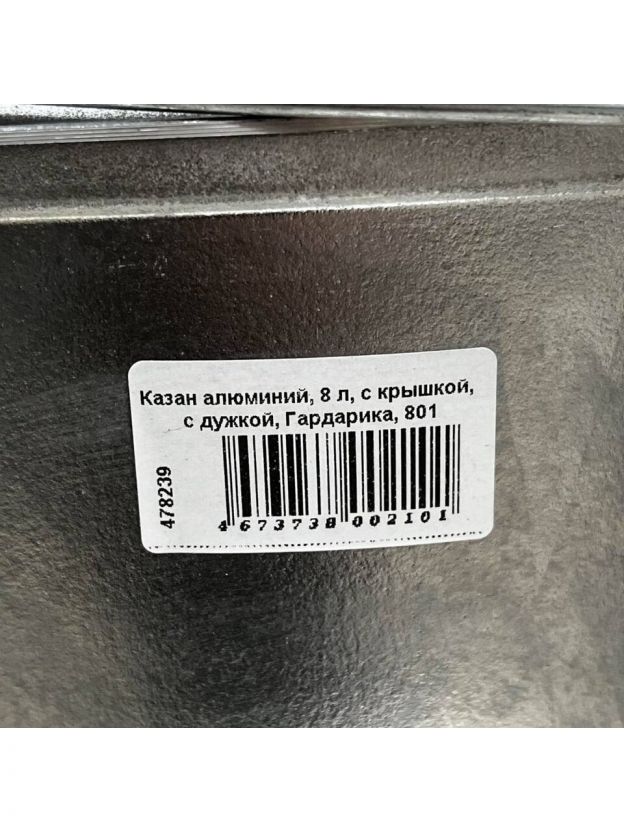 Казан алюминий, 8 л, с крышкой,
с дужкой, Гардарика, 801
478239
4 673738 002101